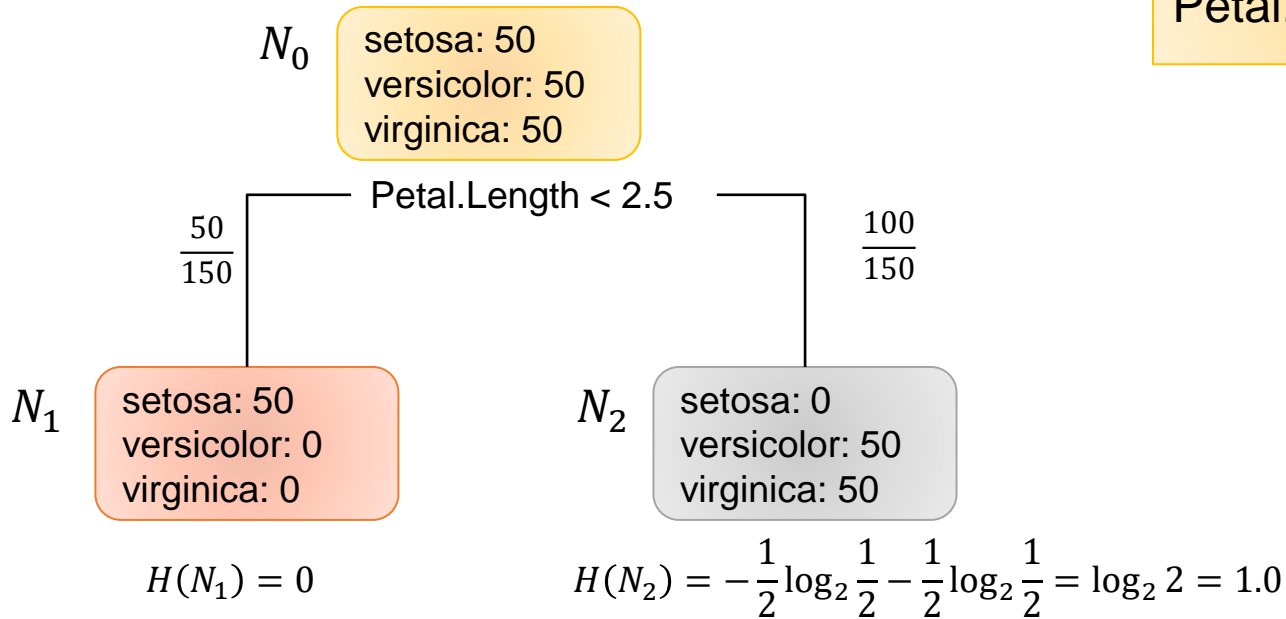 Petal.
N₀
setosa: 50
versicolor: 50
virginica: 50
Petal.Length < 2.5
50/150
100/150
N₁
setosa: 50
versicolor: 0
virginica: 0
N₂
setosa: 0
versicolor: 50
virginica: 50
H(N₁) = 0
H(N₂) = −1/2 log₂ 1/2 − 1/2 log₂ 1/2 = log₂ 2 = 1.0